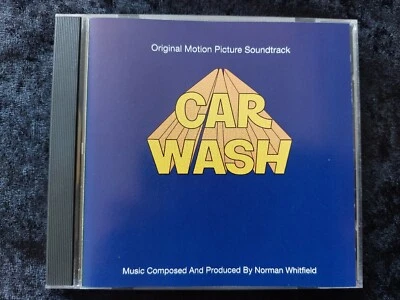 Original Motion Picture Soundtrack
CAR
WASH
Music Composed And Produced By Norman Whitfield